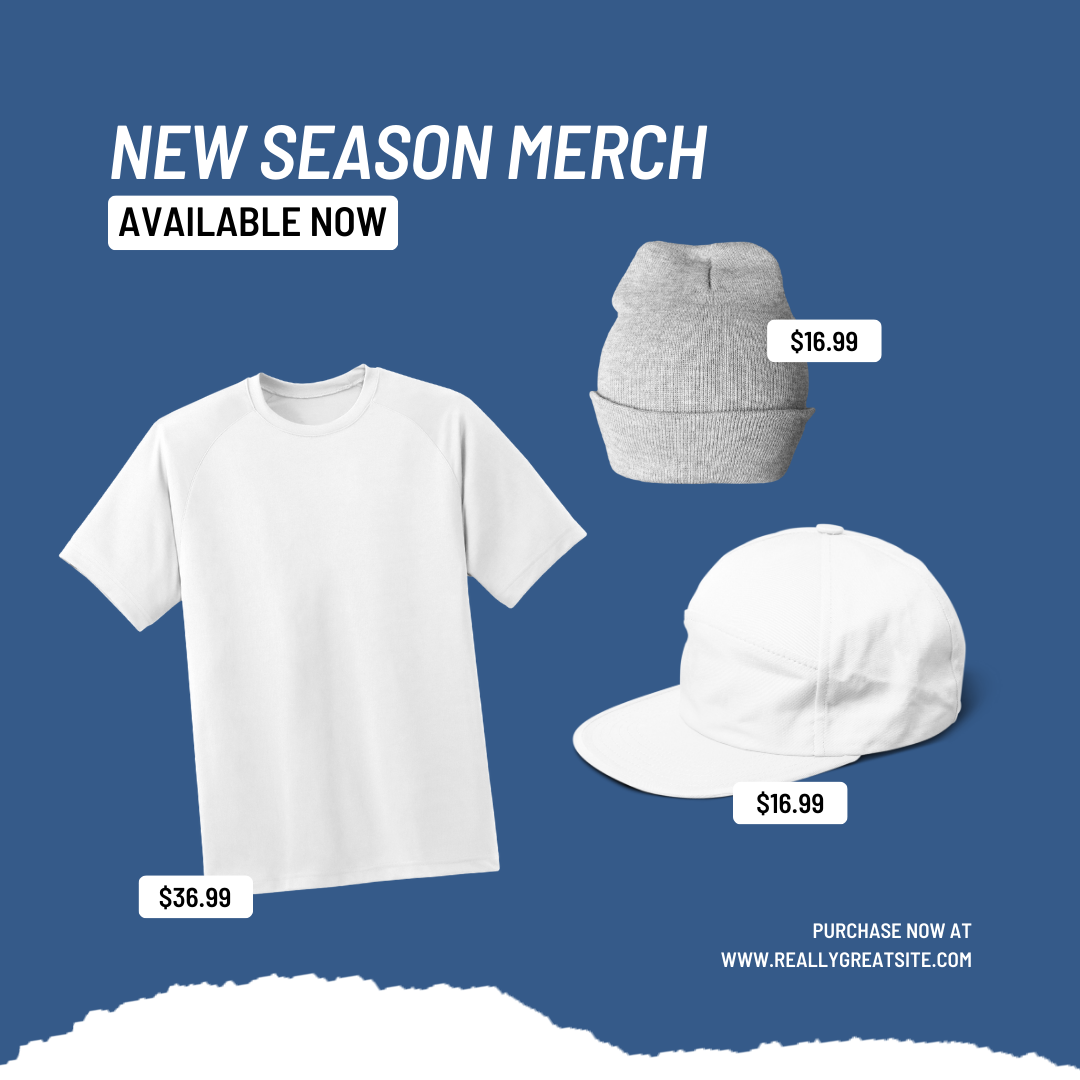 NEW SEASON MERCH
AVAILABLE NOW
$16.99
$16.99
$36.99
PURCHASE NOW AT
WWW.REALLYGREATSITE.COM